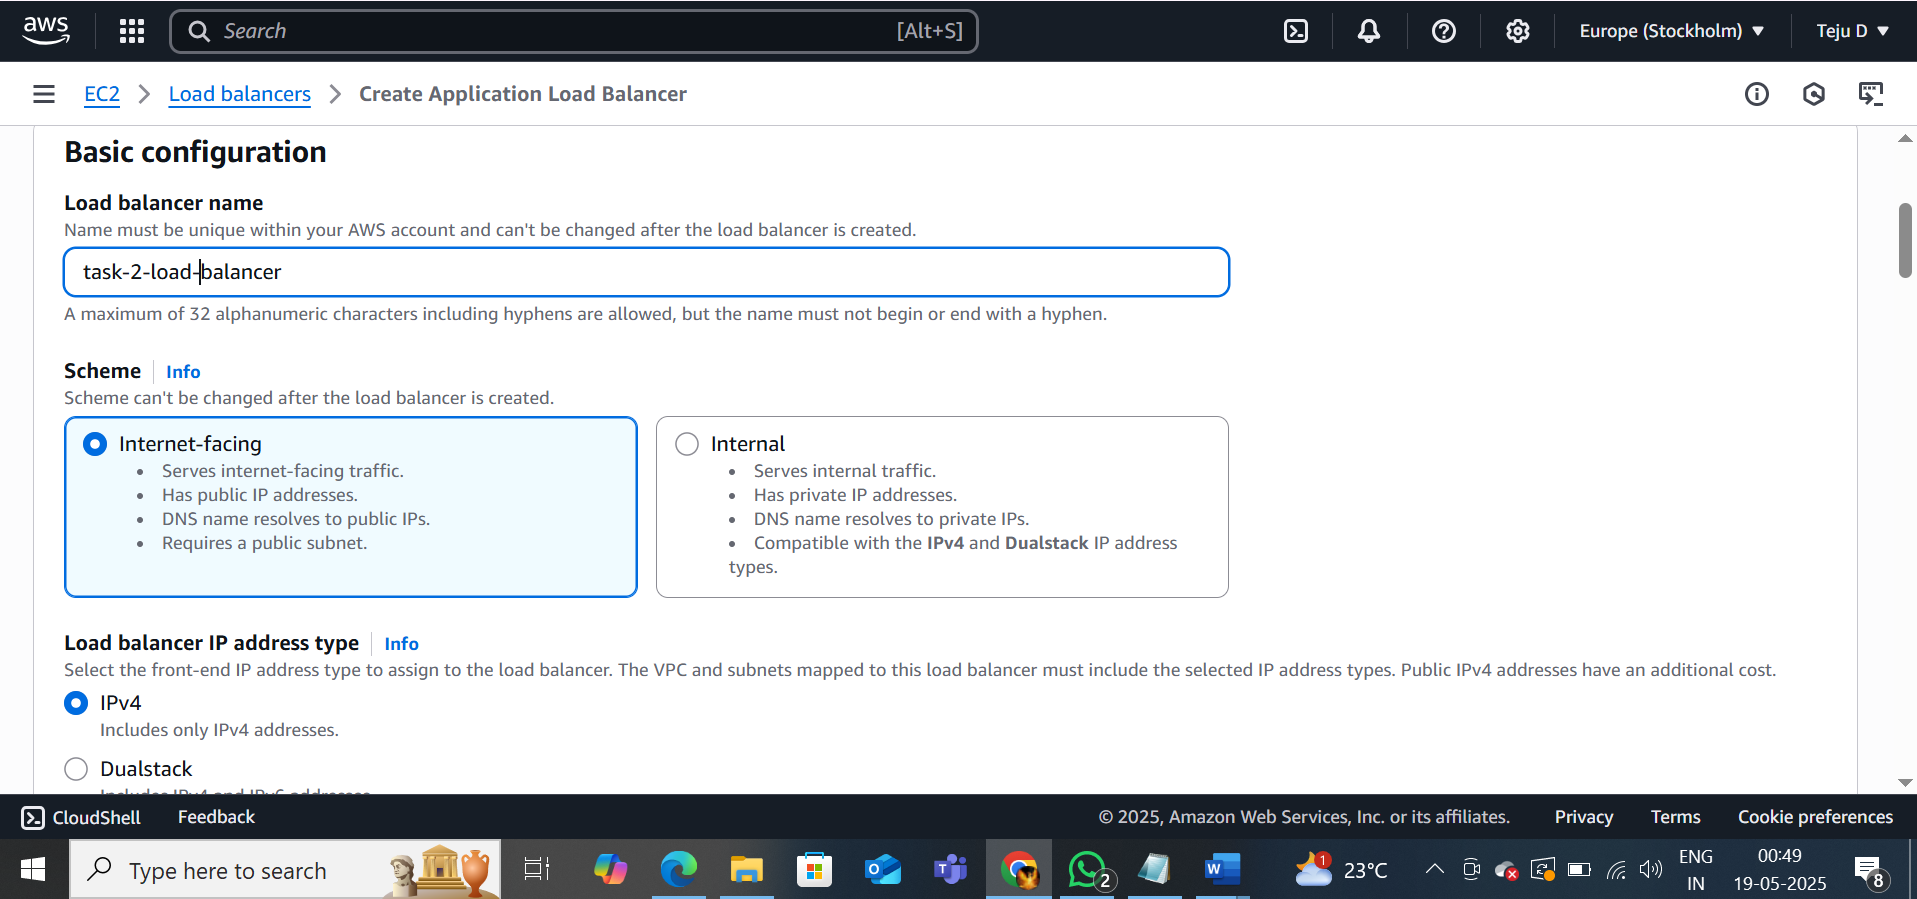 aws
Search
[Alt+S]
Europe (Stockholm)
Teju D
EC2
Load balancers
Create Application Load Balancer
Basic configuration
Load balancer name
Name must be unique within your AWS account and can't be changed after the load balancer is created.
task-2-load-balancer
A maximum of 32 alphanumeric characters including hyphens are allowed, but the name must not begin or end with a hyphen.
Scheme
Info
Scheme can't be changed after the load balancer is created.
Internet-facing
• Serves internet-facing traffic.
• Has public IP addresses.
• DNS name resolves to public IPs.
• Requires a public subnet.
Internal
• Serves internal traffic.
• Has private IP addresses.
• DNS name resolves to private IPs.
• Compatible with the IPv4 and Dualstack IP address
types.
Load balancer IP address type
Info
Select the front-end IP address type to assign to the load balancer. The VPC and subnets mapped to this load balancer must include the selected IP address types. Public IPv4 addresses have an additional cost.
IPv4
Includes only IPv4 addresses.
Dualstack
Includes IPv4 and IPv6 addresses.
CloudShell
Feedback
© 2025, Amazon Web Services, Inc. or its affiliates.
Privacy
Terms
Cookie preferences
Type here to search
2
1
23°C
ENG
IN
00:49
19-05-2025
8